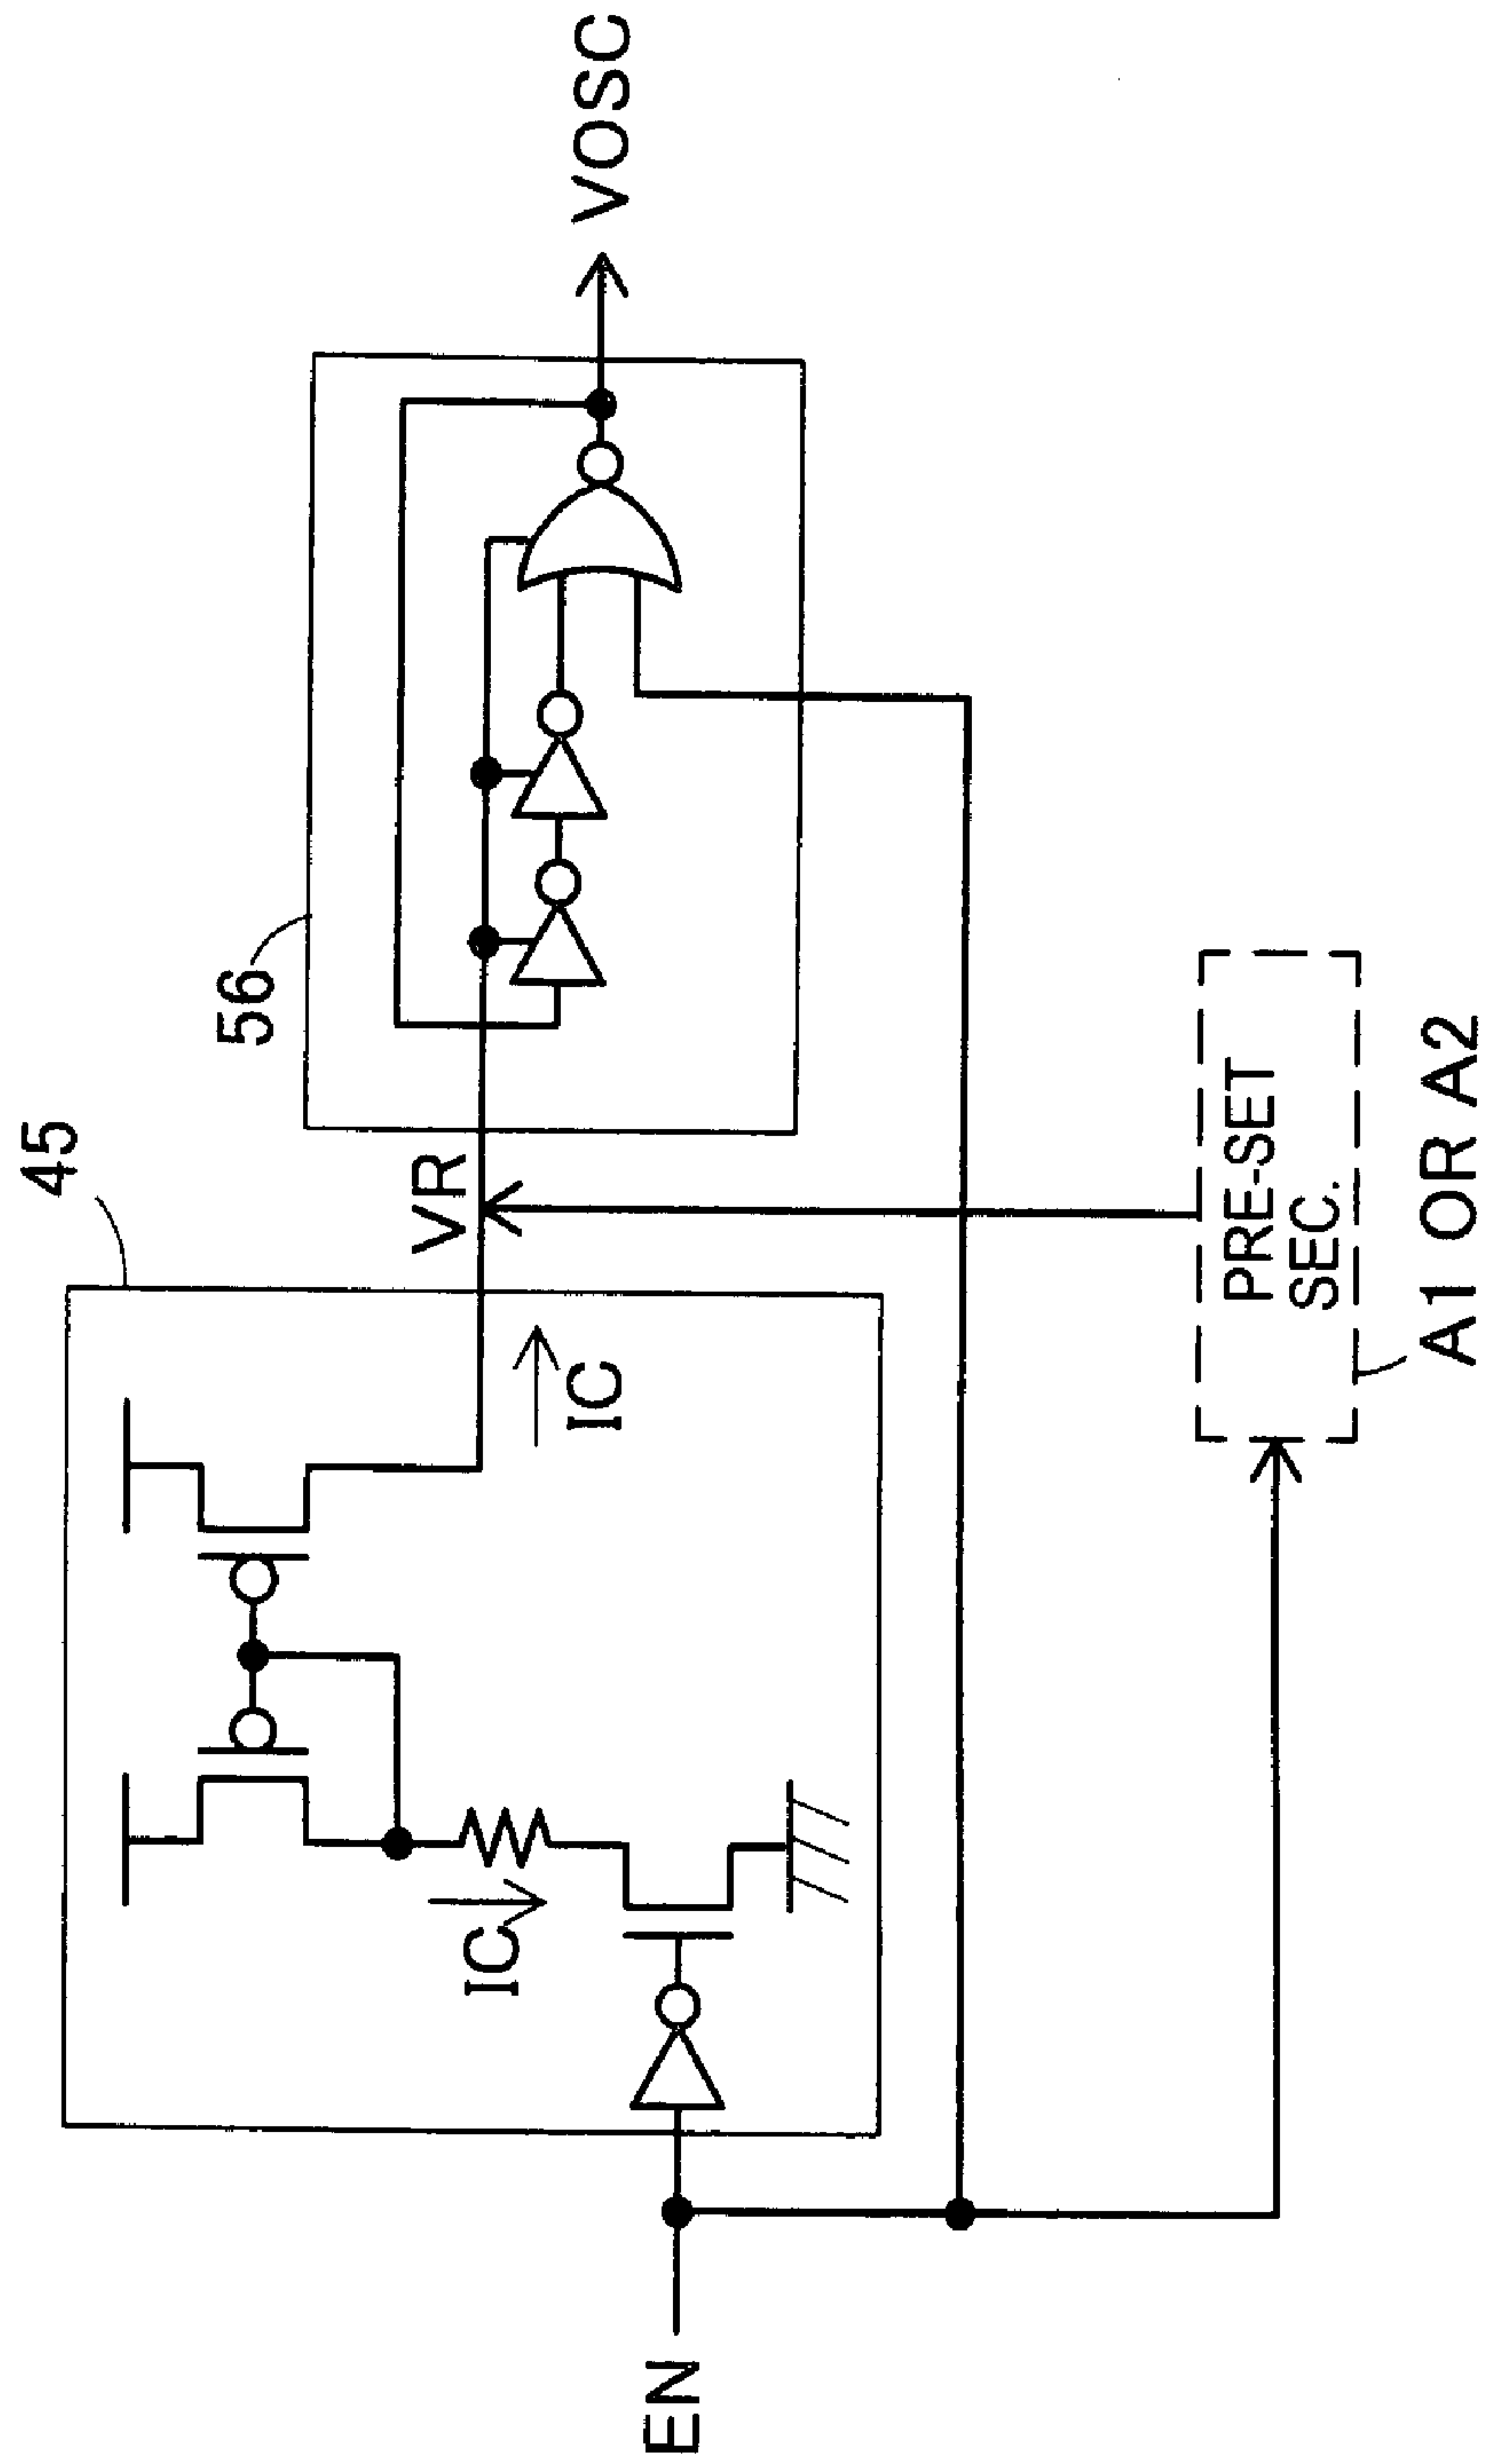 45
56
VR
IC
IC
EN
VOSC
PRE-SET
SEC.
A1 OR A2